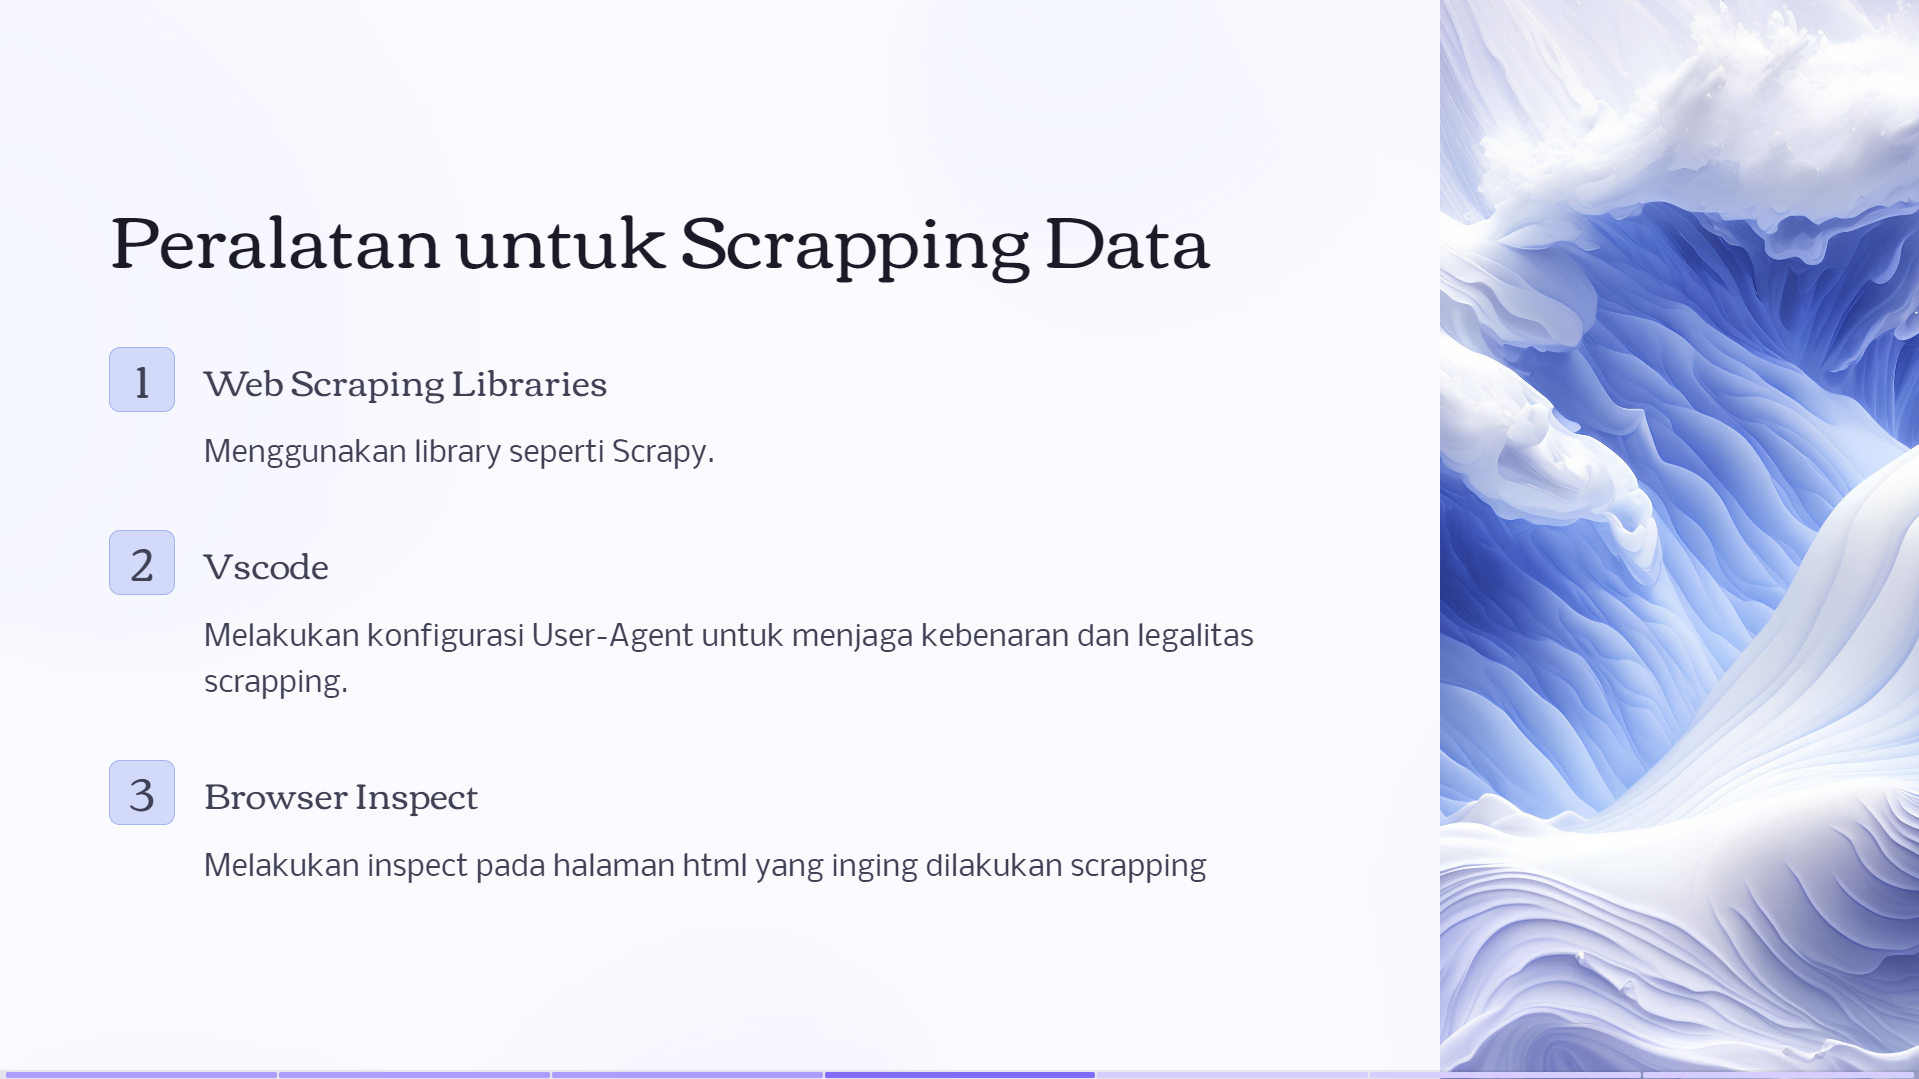 Peralatan untuk Scrapping Data
1
Web Scraping Libraries
Menggunakan library seperti Scrapy.
2
Vscode
Melakukan konfigurasi User-Agent untuk menjaga kebenaran dan legalitas
scrapping.
3
Browser Inspect
Melakukan inspect pada halaman html yang inging dilakukan scrapping